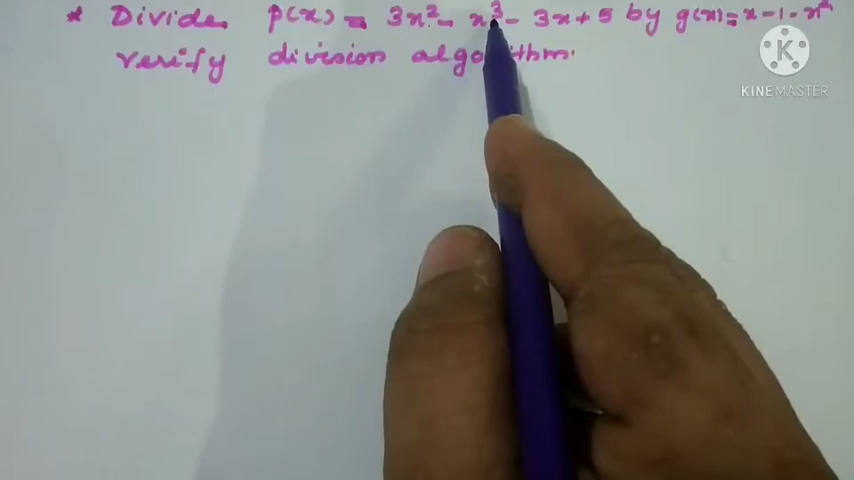 * Divide P(x) = 3x² - x³ - 3x + 5 by g(x) = x - 1 - x²
verify division algorithm.
K
KINEMASTER